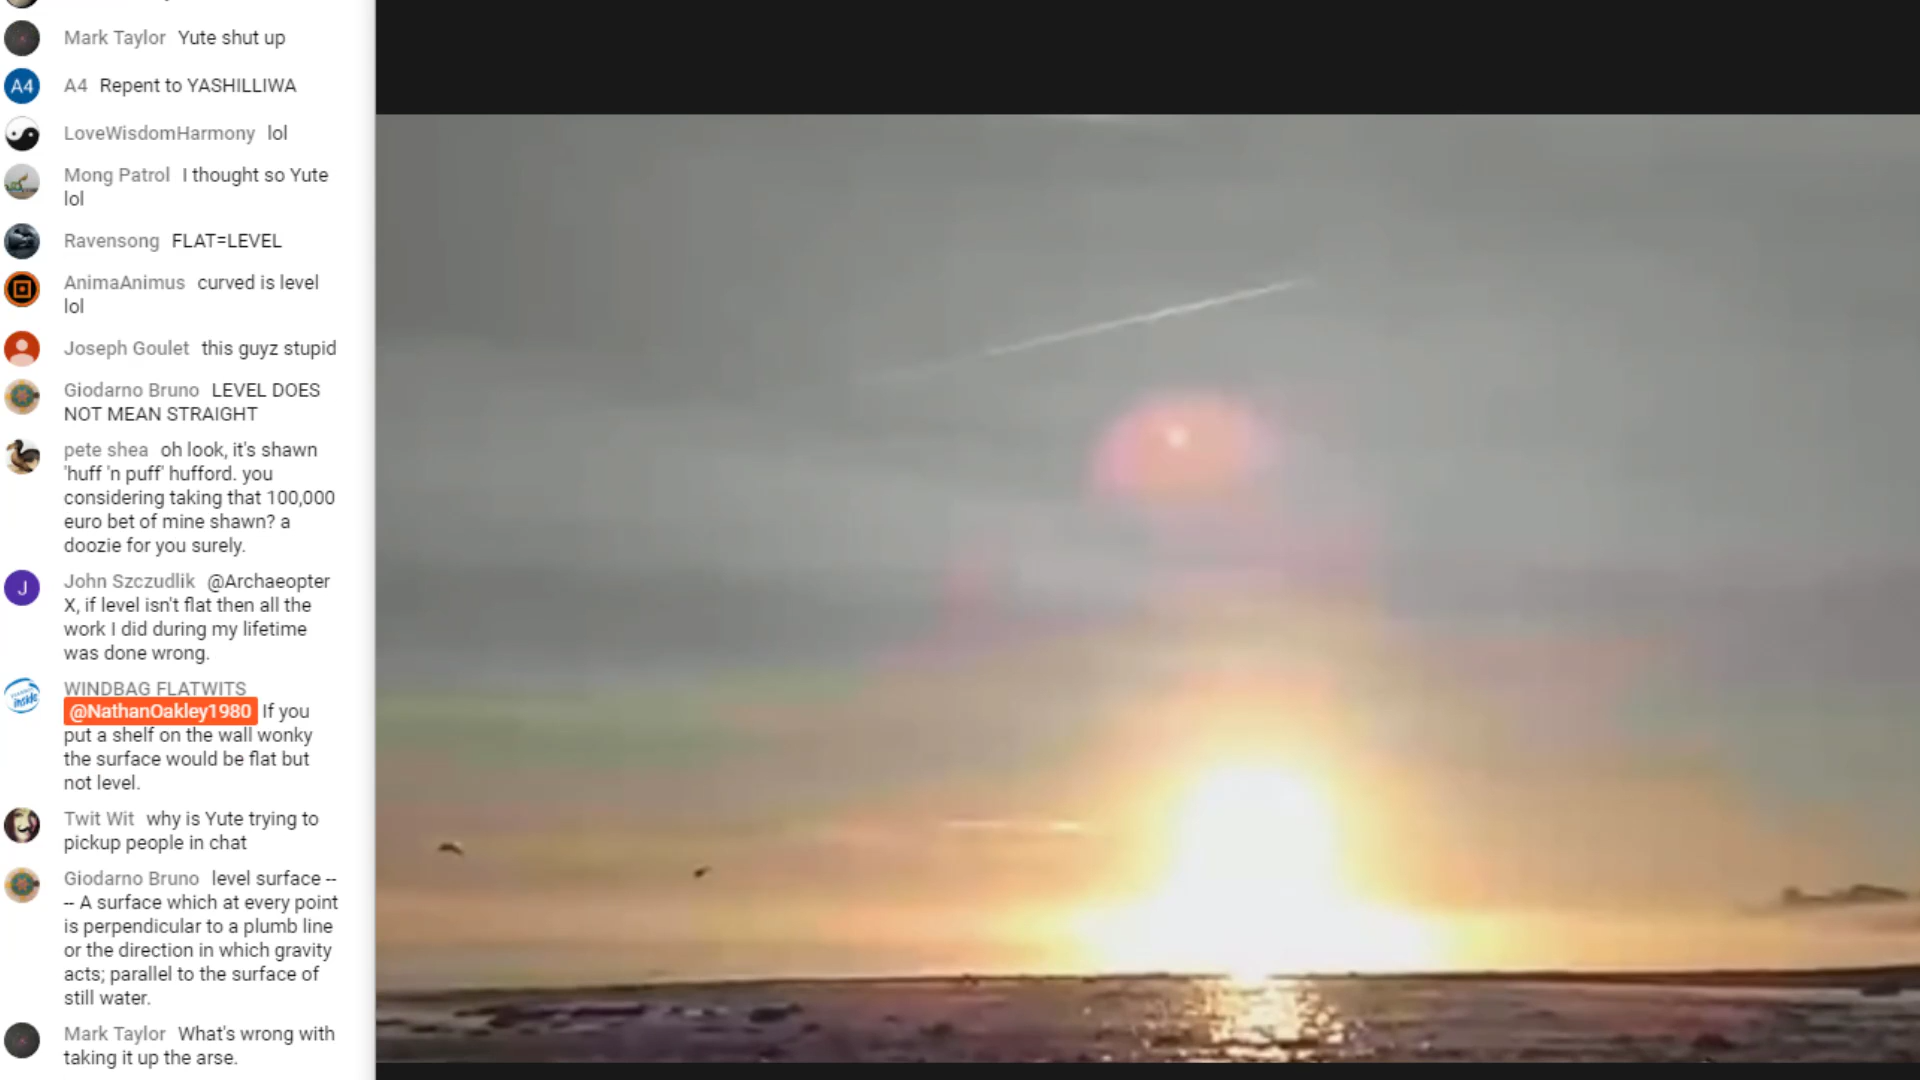 Mark Taylor Yute shut up
A4 A4 Repent to YASHILLIWA
LoveWisdomHarmony lol
Mong Patrol I thought so Yute
lol
Ravensong FLAT=LEVEL
AnimaAnimus curved is level
lol
Joseph Goulet this guyz stupid
Giodarno Bruno LEVEL DOES
NOT MEAN STRAIGHT
pete shea oh look, it's shawn
'huff 'n puff' hufford. you
considering taking that 100,000
euro bet of mine shawn? a
doozie for you surely.
J John Szczudlik @Archaeopter
X, if level isn't flat then all the
work I did during my lifetime
was done wrong.
WINDBAG FLATWITS
inside @NathanOakley1980 If you
put a shelf on the wall wonky
the surface would be flat but
not level.
Twit Wit why is Yute trying to
pickup people in chat
Giodarno Bruno level surface --
-- A surface which at every point
is perpendicular to a plumb line
or the direction in which gravity
acts; parallel to the surface of
still water.
Mark Taylor What's wrong with
taking it up the arse.